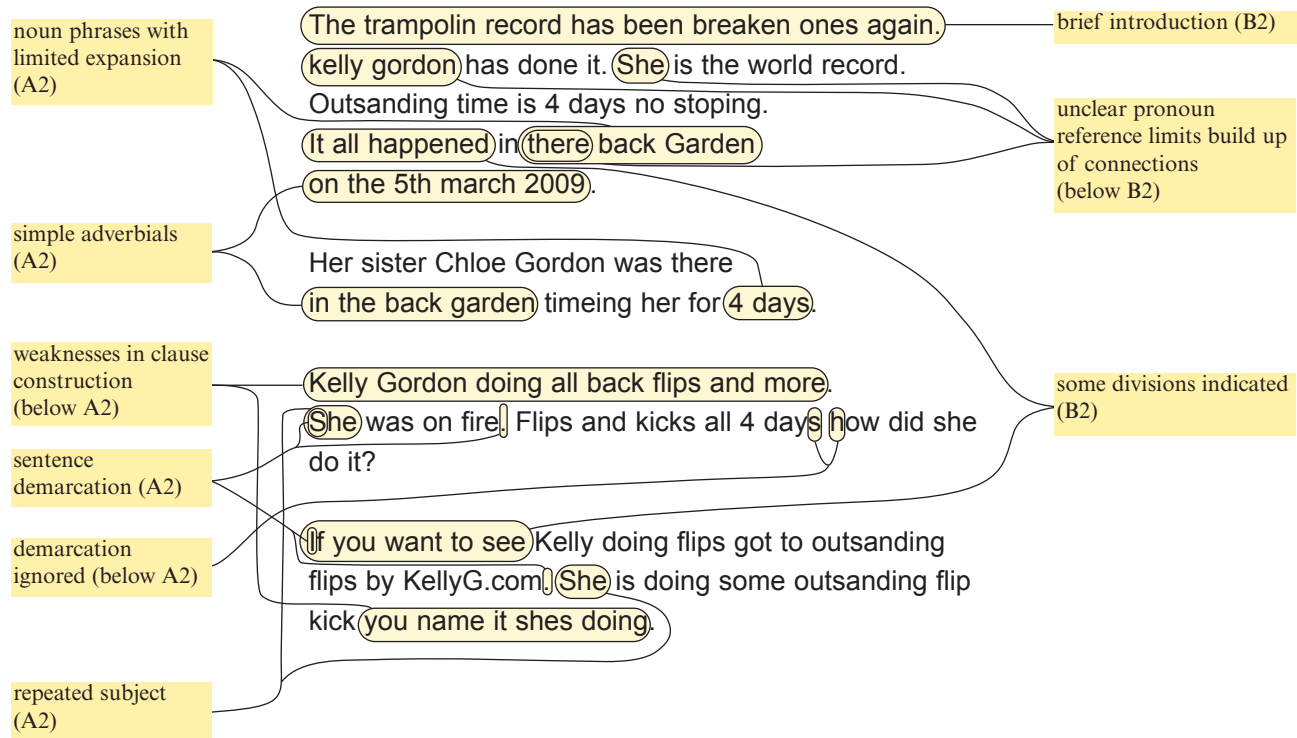 noun phrases with
limited expansion
(A2)
simple adverbials
(A2)
weaknesses in clause
construction
(below A2)
sentence
demarcation (A2)
demarcation
ignored (below A2)
repeated subject
(A2)
The trampolin record has been breaken ones again.
kelly gordon has done it. She is the world record.
Outsanding time is 4 days no stoping.
It all happened in there back Garden
on the 5th march 2009.
Her sister Chloe Gordon was there
in the back garden timeing her for 4 days.
Kelly Gordon doing all back flips and more.
She was on fire. Flips and kicks all 4 days how did she
do it?
If you want to see Kelly doing flips got to outsanding
flips by KellyG.com. She is doing some outsanding flip
kick you name it shes doing.
brief introduction (B2)
unclear pronoun
reference limits build up
of connections
(below B2)
some divisions indicated
(B2)